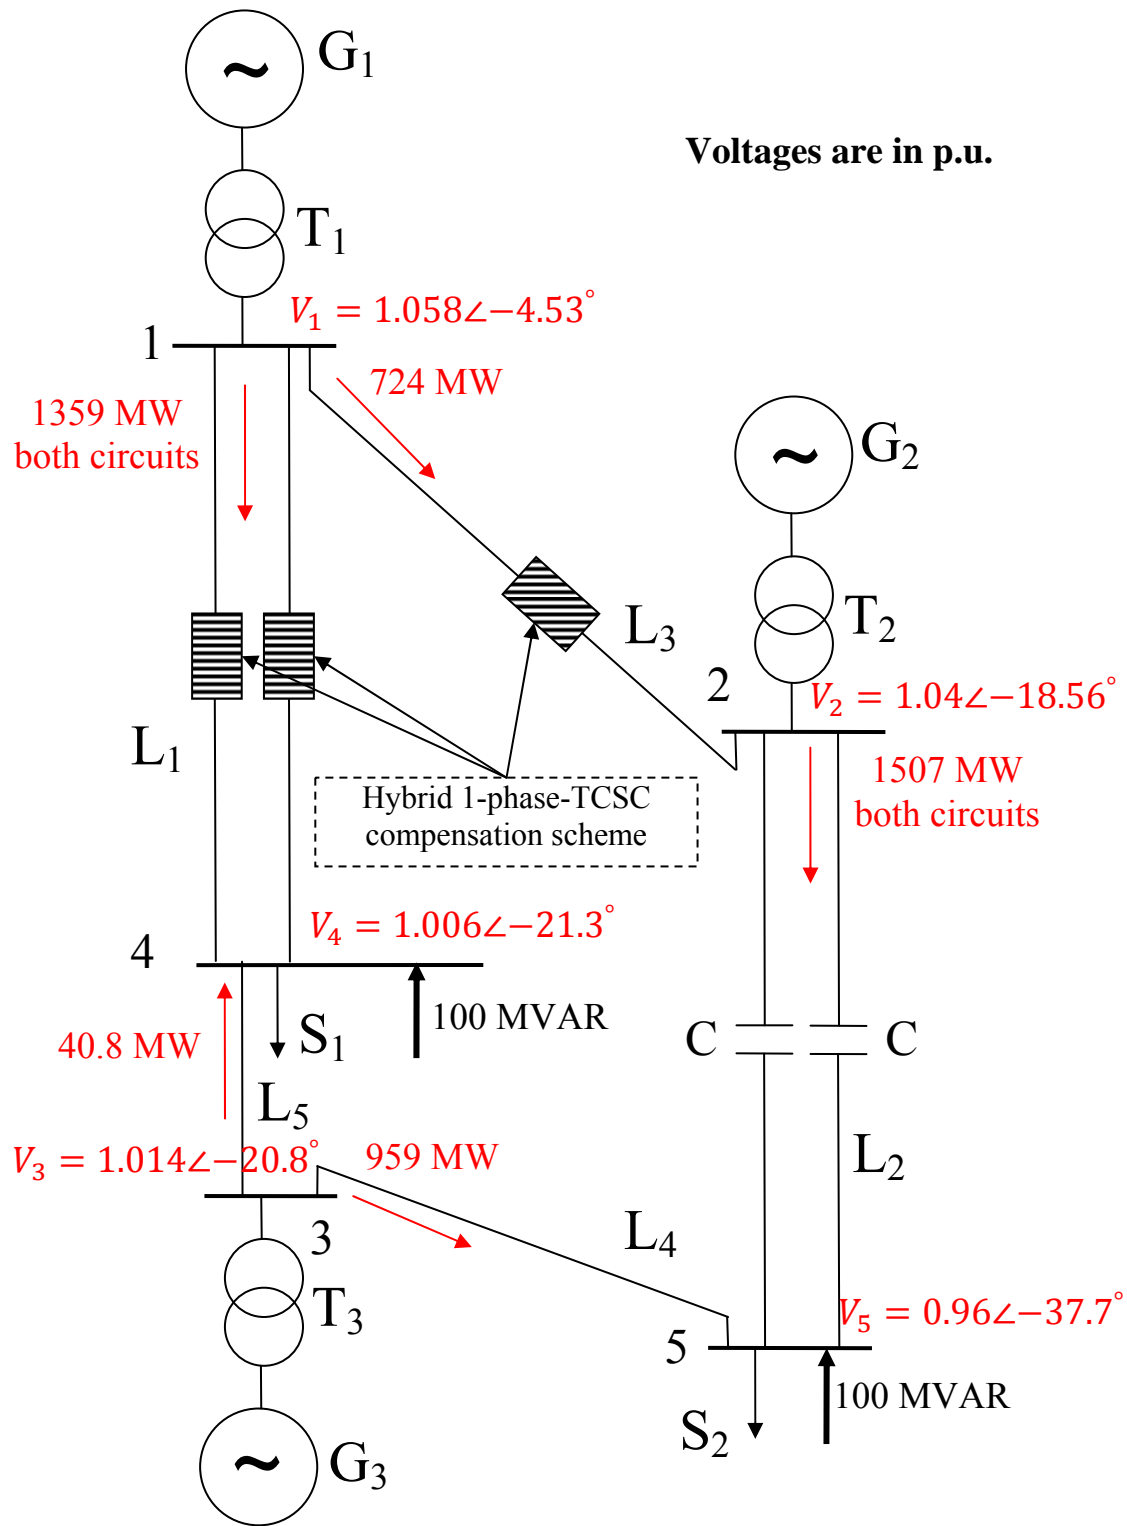 G₁
Voltages are in p.u.
T₁
V₁ = 1.058∠−4.53°
1
724 MW
1359 MW
both circuits
~
~
G₂
L₃
T₂
2
V₂ = 1.04∠−18.56°
L₁
1507 MW
both circuits
Hybrid 1-phase-TCSC
compensation scheme
V₄ = 1.006∠−21.3°
4
100 MVAR
S₁
40.8 MW
C
C
L₅
V₃ = 1.014∠−20.8°
959 MW
L₂
3
L₄
T₃
V₅ = 0.96∠−37.7°
5
100 MVAR
S₂
~
G₃